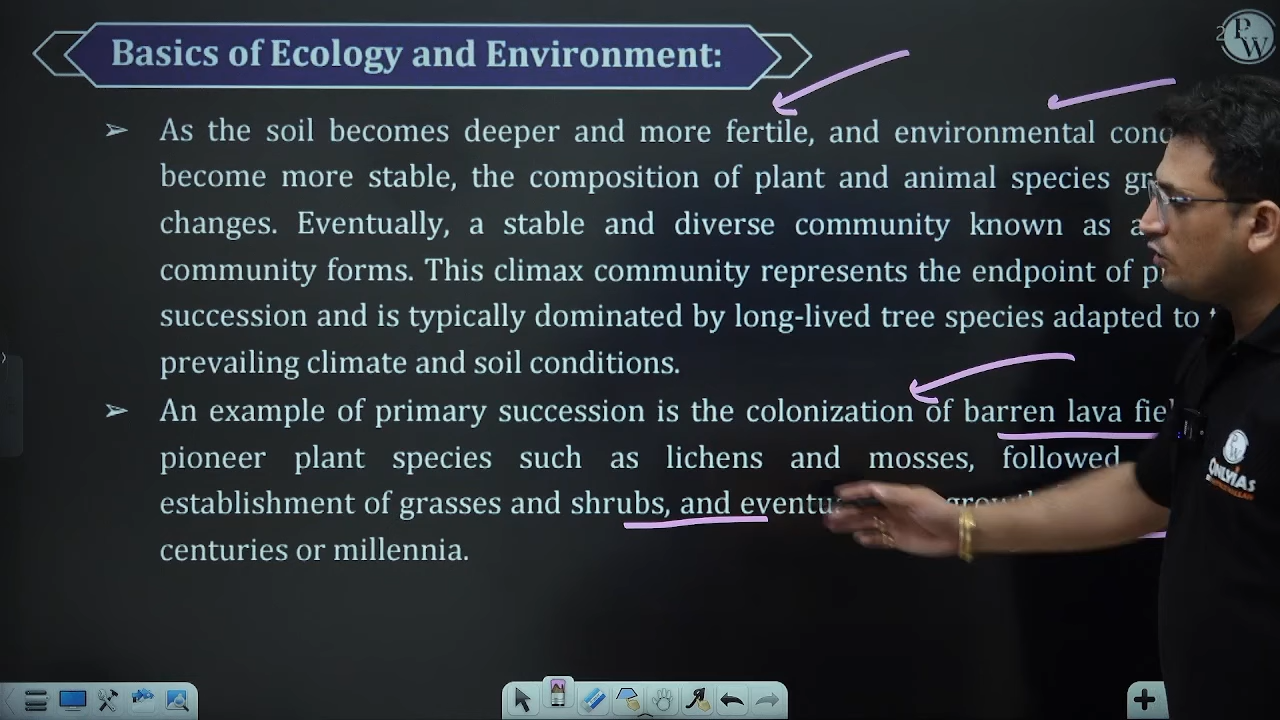 Basics of Ecology and Environment:
PW
➢ As the soil becomes deeper and more fertile, and environmental
become more stable, the composition of plant and animal species
changes. Eventually, a stable and diverse community known as a
community forms. This climax community represents the endpoint of
succession and is typically dominated by long-lived tree species adapted to
prevailing climate and soil conditions.
➢ An example of primary succession is the colonization of barren lava
pioneer plant species such as lichens and mosses, followed
establishment of grasses and shrubs, and
centuries or millennia.
ONLYIAS